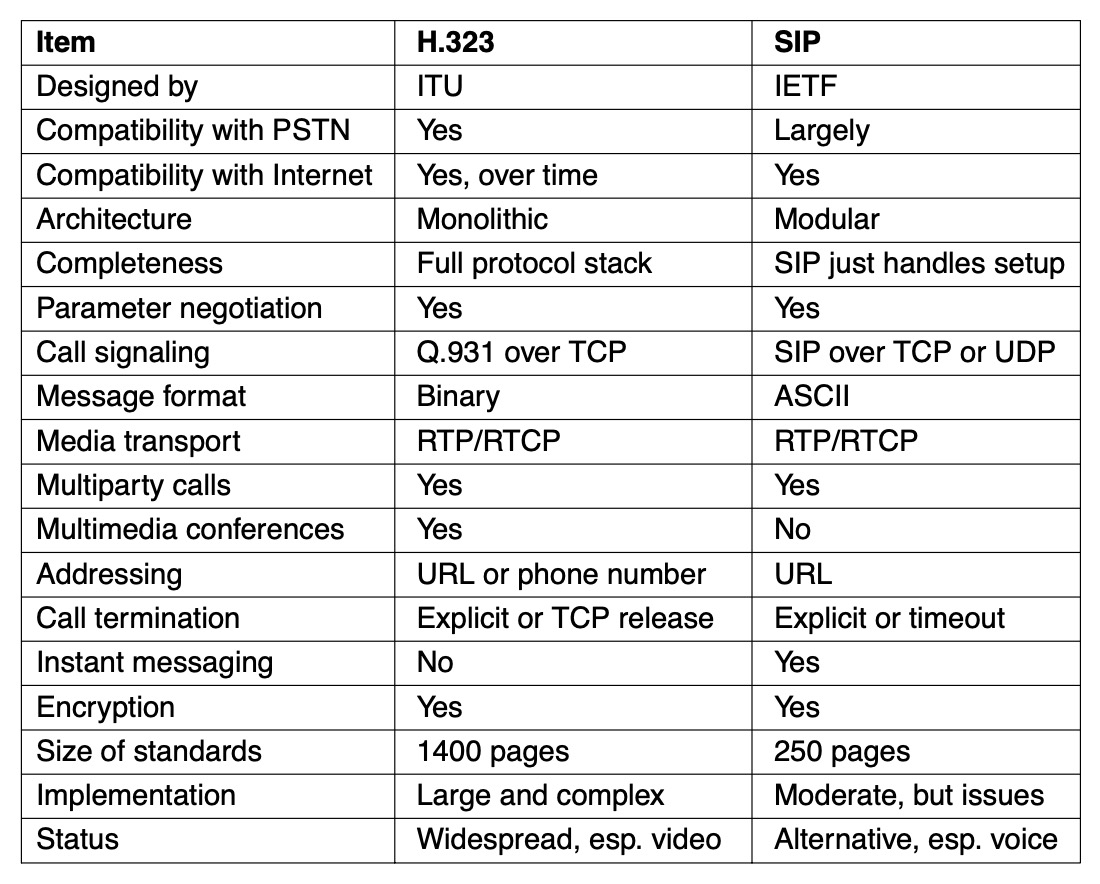 Item H.323 SIP
Designed by ITU IETF
Compatibility with PSTN Yes Largely
Compatibility with Internet Yes, over time Yes
Architecture Monolithic Modular
Completeness Full protocol stack SIP just handles setup
Parameter negotiation Yes Yes
Call signaling Q.931 over TCP SIP over TCP or UDP
Message format Binary ASCII
Media transport RTP/RTCP RTP/RTCP
Multiparty calls Yes Yes
Multimedia conferences Yes No
Addressing URL or phone number URL
Call termination Explicit or TCP release Explicit or timeout
Instant messaging No Yes
Encryption Yes Yes
Size of standards 1400 pages 250 pages
Implementation Large and complex Moderate, but issues
Status Widespread, esp. video Alternative, esp. voice